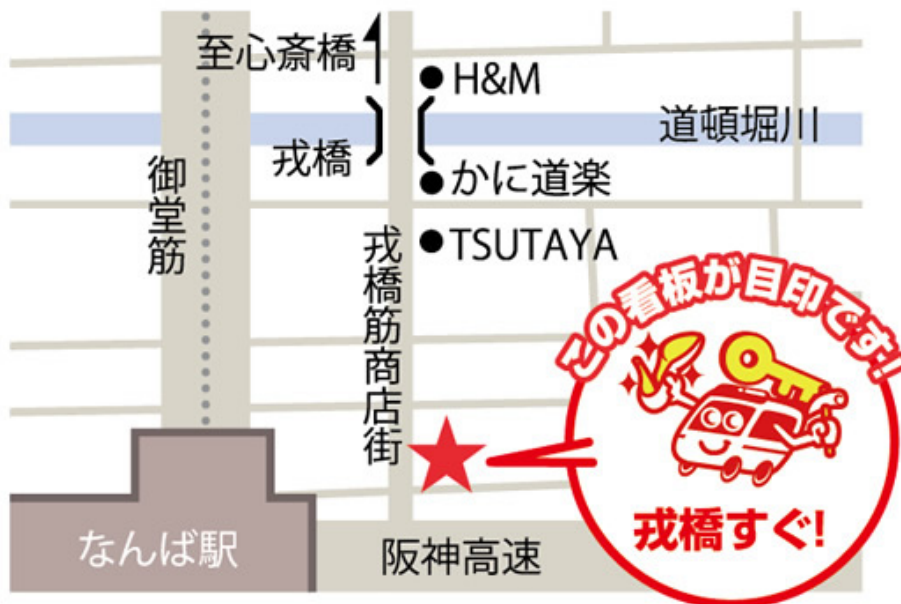 至心斎橋
H&M
道頓堀川
戎橋
かに道楽
御堂筋
TSUTAYA
戎橋筋商店街
この看板が目印です!
戎橋すぐ!
なんば駅
阪神高速